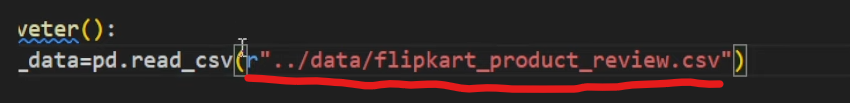 veter():
_data=pd.read_csv(r"../data/flipkart_product_review.csv")